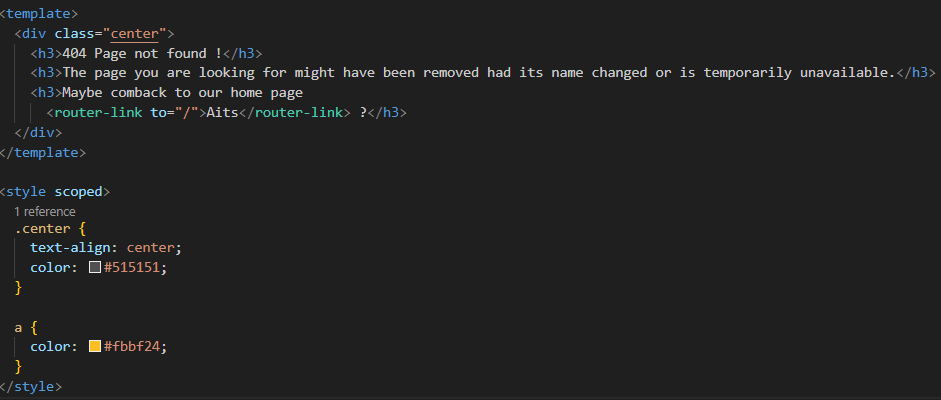 <template>
  <div class="center">
    <h3>404 Page not found !</h3>
    <h3>The page you are looking for might have been removed had its name changed or is temporarily unavailable.</h3>
    <h3>Maybe comback to our home page
      <router-link to="/">Aits</router-link> ?</h3>
  </div>
</template>

<style scoped>
1 reference
  .center {
    text-align: center;
    color: #515151;
  }

  a {
    color: #fbbf24;
  }
</style>